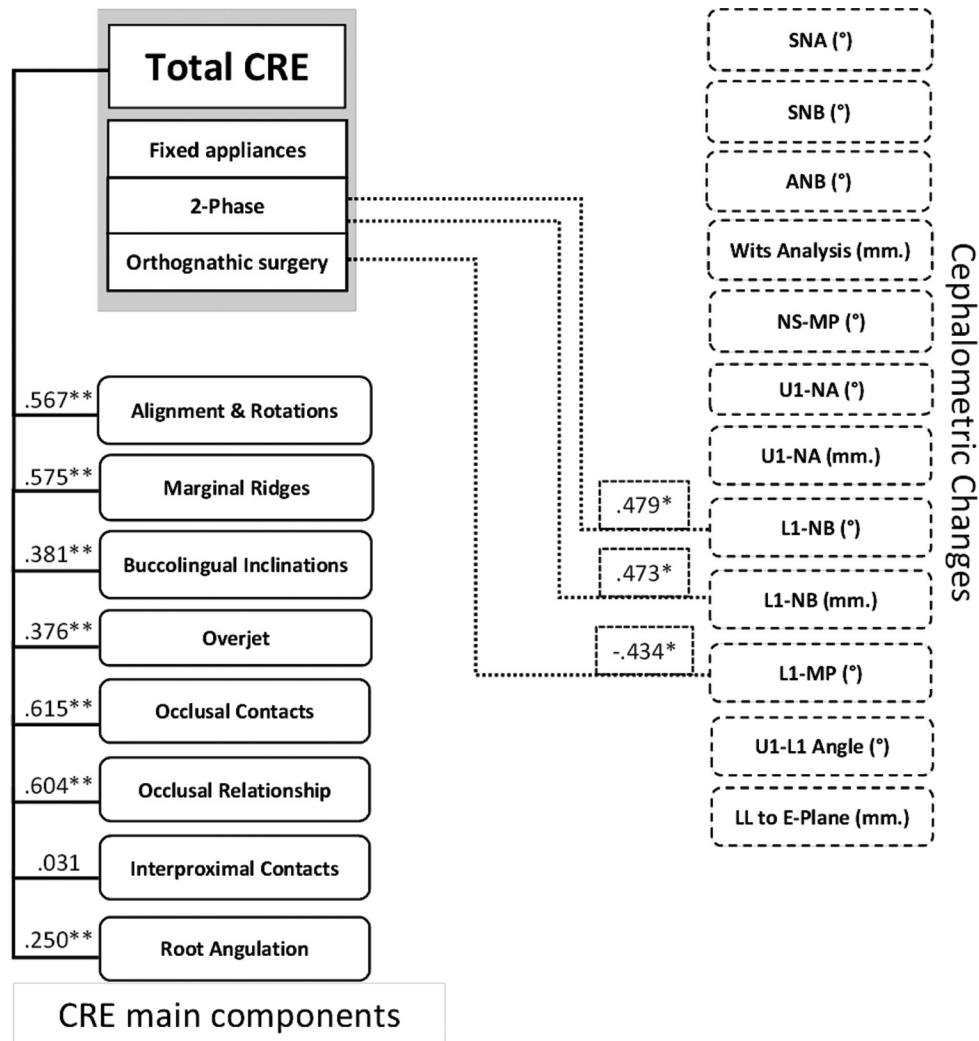 Total CRE
Fixed appliances
2-Phase
Orthognathic surgery
.567**
Alignment & Rotations
.575**
Marginal Ridges
.381**
Buccolingual Inclinations
.376**
Overjet
.615**
Occlusal Contacts
.604**
Occlusal Relationship
.031
Interproximal Contacts
.250**
Root Angulation
CRE main components
.479*
.473*
-.434*
SNA (°)
SNB (°)
ANB (°)
Wits Analysis (mm.)
NS-MP (°)
U1-NA (°)
U1-NA (mm.)
L1-NB (°)
L1-NB (mm.)
L1-MP (°)
U1-L1 Angle (°)
LL to E-Plane (mm.)
Cephalometric Changes